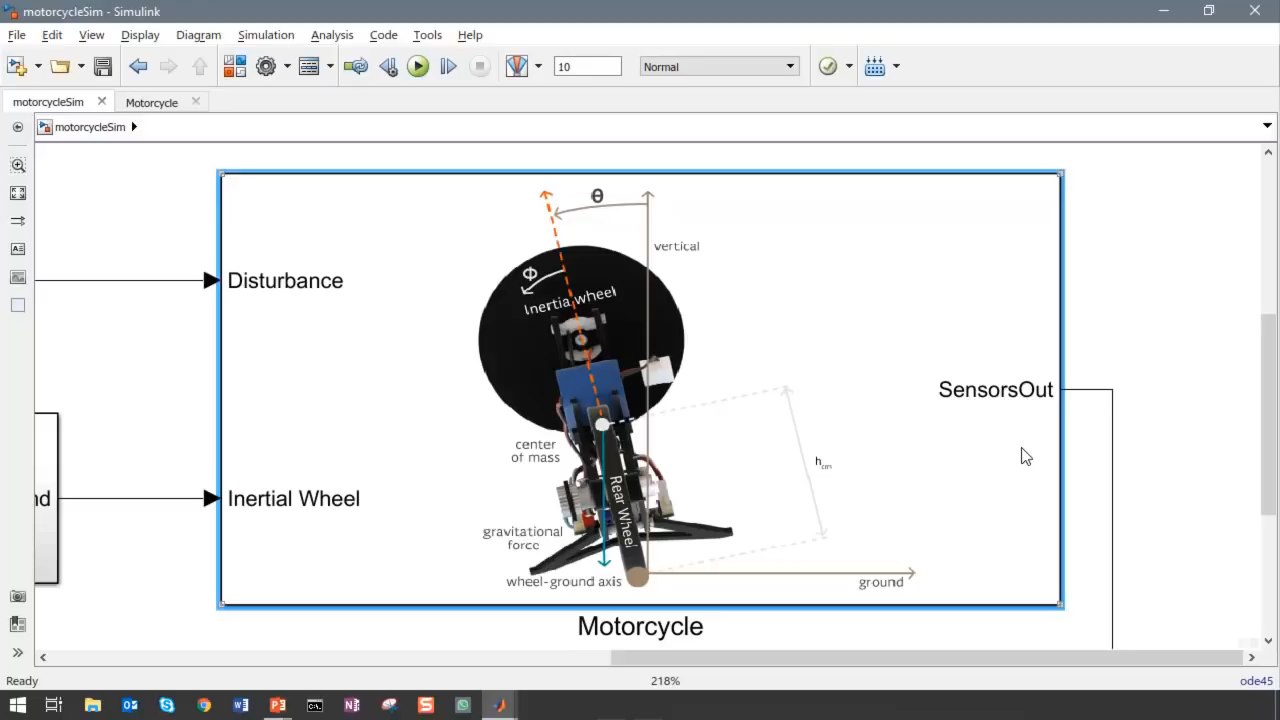 motorcycleSim - Simulink
File Edit View Display Diagram Simulation Analysis Code Tools Help
10
Normal
motorcycleSim
Motorcycle
motorcycleSim
θ
vertical
Disturbance
Φ
Inertia wheel
SensorsOut
center
of mass
hcm
nd
Inertial Wheel
Rear Wheel
gravitational
force
wheel-ground axis
ground
Motorcycle
Ready
218%
ode45